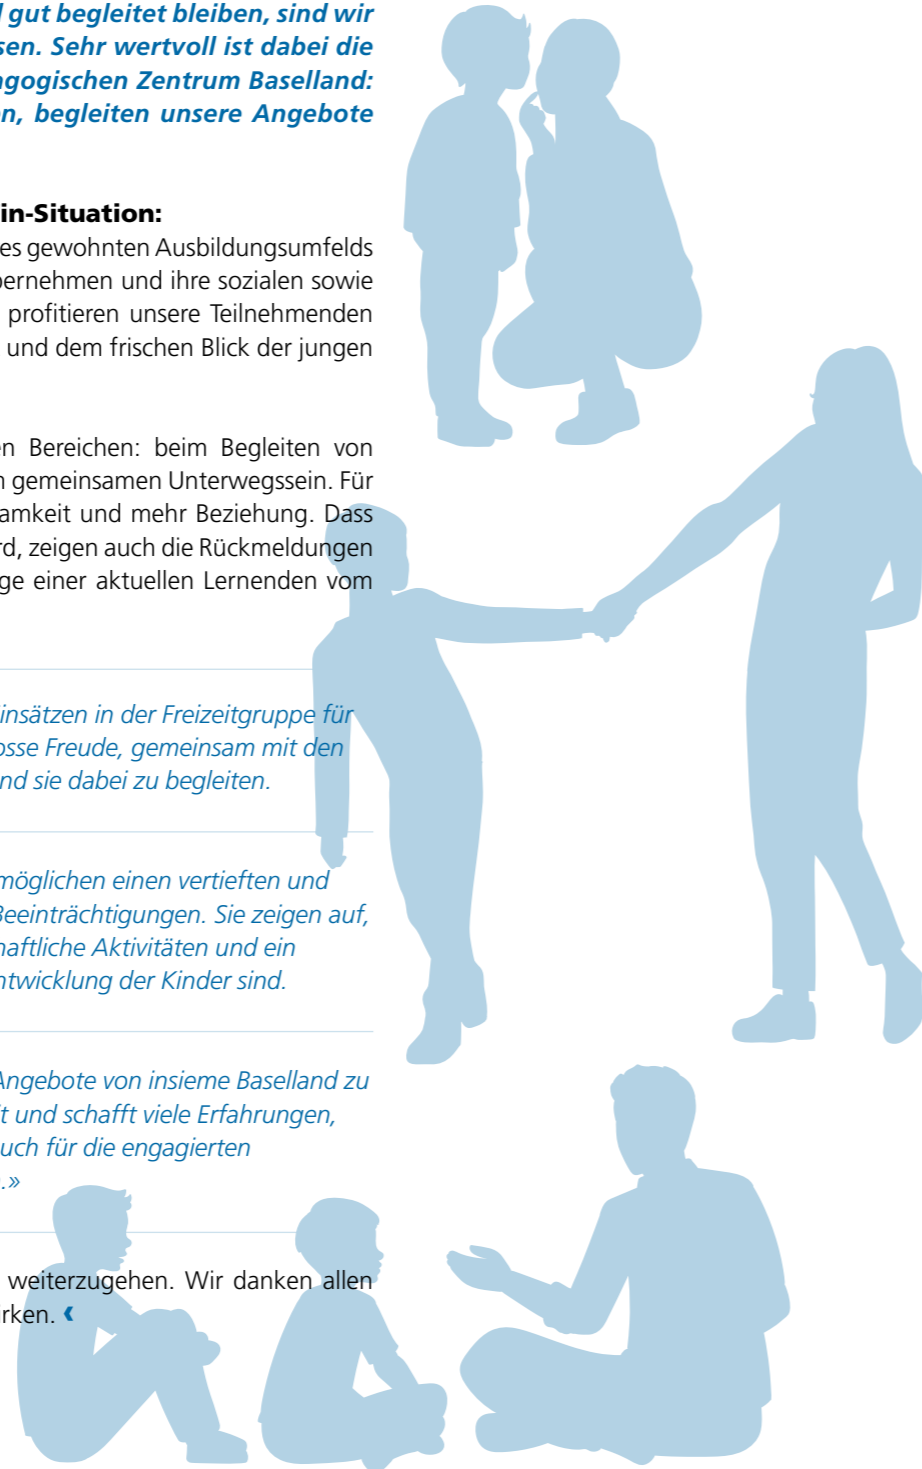 gut begleitet bleiben, sind wir
sen. Sehr wertvoll ist dabei die
agogischen Zentrum Baselland:
en, begleiten unsere Angebote
in-Situation:
es gewohnten Ausbildungsumfelds
bernehmen und ihre sozialen sowie
profitieren unsere Teilnehmenden
und dem frischen Blick der jungen
en Bereichen: beim Begleiten von
n gemeinsamen Unterwegssein. Für
samkeit und mehr Beziehung. Dass
rd, zeigen auch die Rückmeldungen
ge einer aktuellen Lernenden vom
insätzen in der Freizeitgruppe für
osse Freude, gemeinsam mit den
nd sie dabei zu begleiten.
möglichen einen vertieften und
Beeinträchtigungen. Sie zeigen auf,
haftliche Aktivitäten und ein
ntwicklung der Kinder sind.
Angebote von insieme Baselland zu
t und schafft viele Erfahrungen,
uch für die engagierten
.»
weiterzugehen. Wir danken allen
irken. ‹